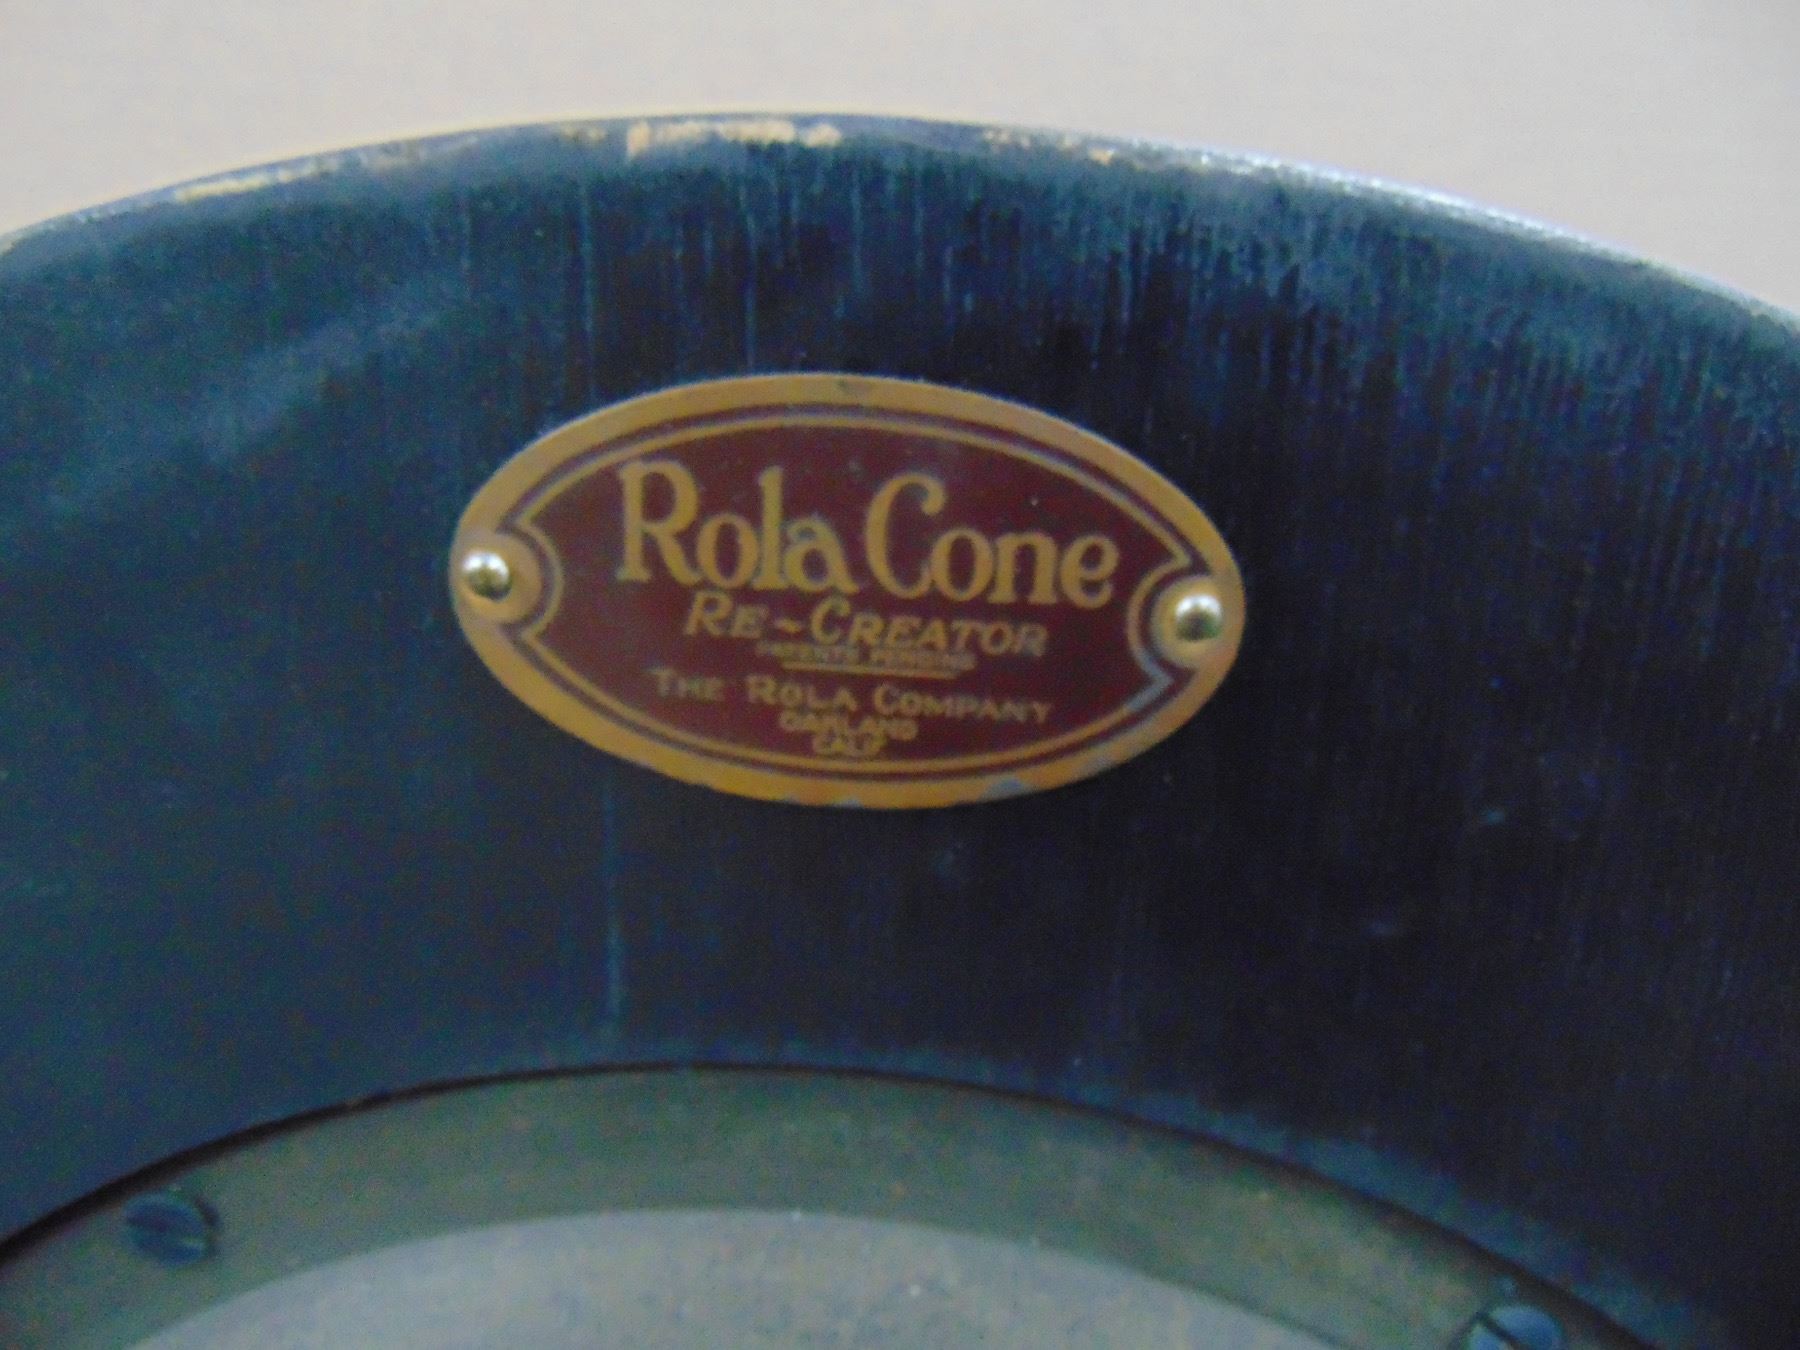 Rola Cone
RE-CREATOR
PATENTS PENDING
THE ROLA COMPANY
OAKLAND
CALIF